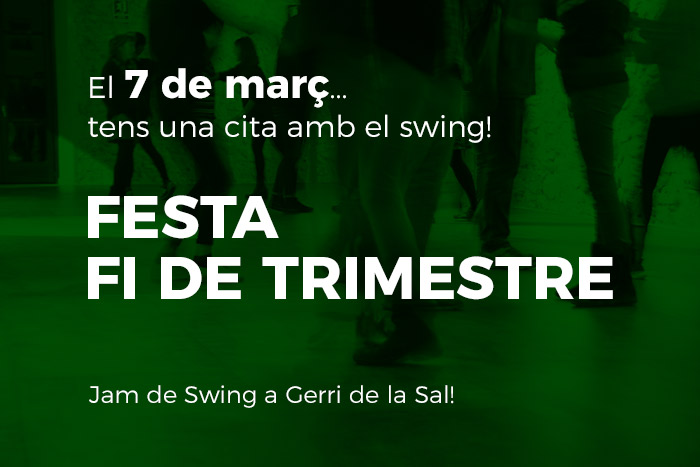 El 7 de març...
tens una cita amb el swing!
FESTA
FI DE TRIMESTRE
Jam de Swing a Gerri de la Sal!